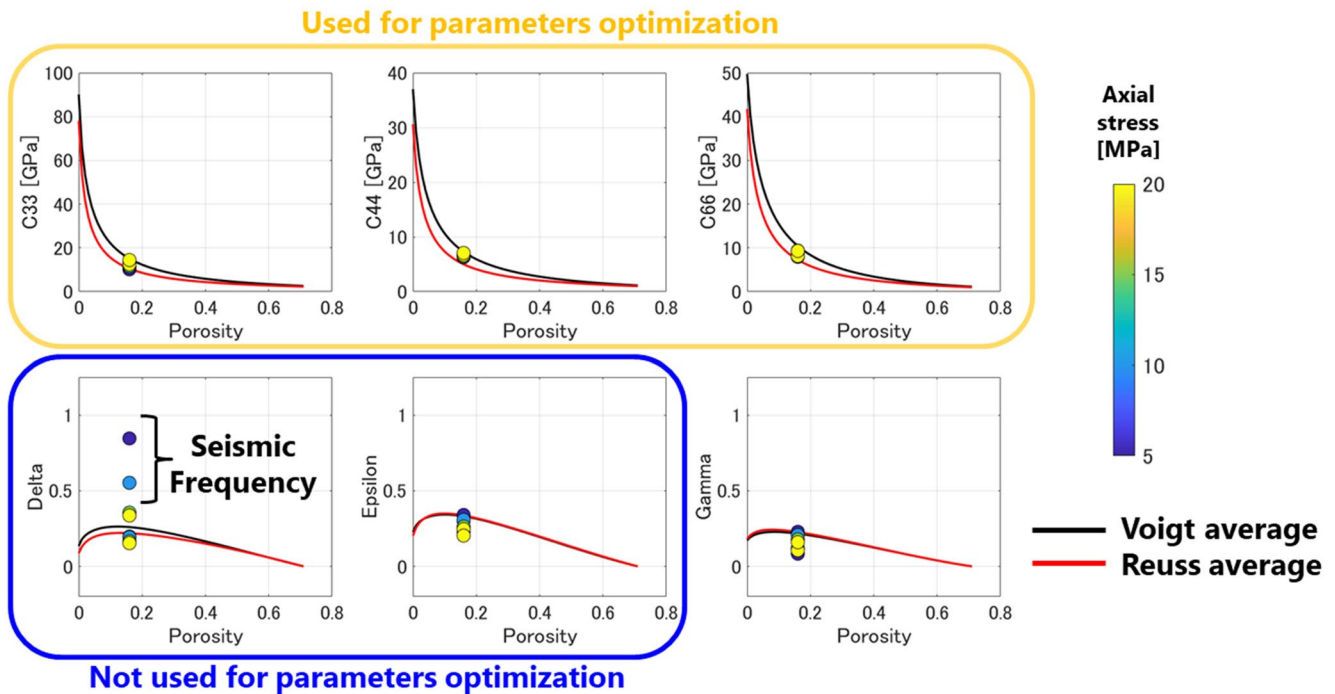 Used for parameters optimization
100
80
60
40
20
0
C33 [GPa]
0 0.2 0.4 0.6 0.8
Porosity
40
30
20
10
0
C44 [GPa]
0 0.2 0.4 0.6 0.8
Porosity
50
40
30
20
10
0
C66 [GPa]
0 0.2 0.4 0.6 0.8
Porosity
Axial
stress
[MPa]
20
15
10
5
1
0.5
0
Delta
Seismic
Frequency
0 0.2 0.4 0.6 0.8
Porosity
1
0.5
0
Epsilon
0 0.2 0.4 0.6 0.8
Porosity
1
0.5
0
Gamma
0 0.2 0.4 0.6 0.8
Porosity
Voigt average
Reuss average
Not used for parameters optimization